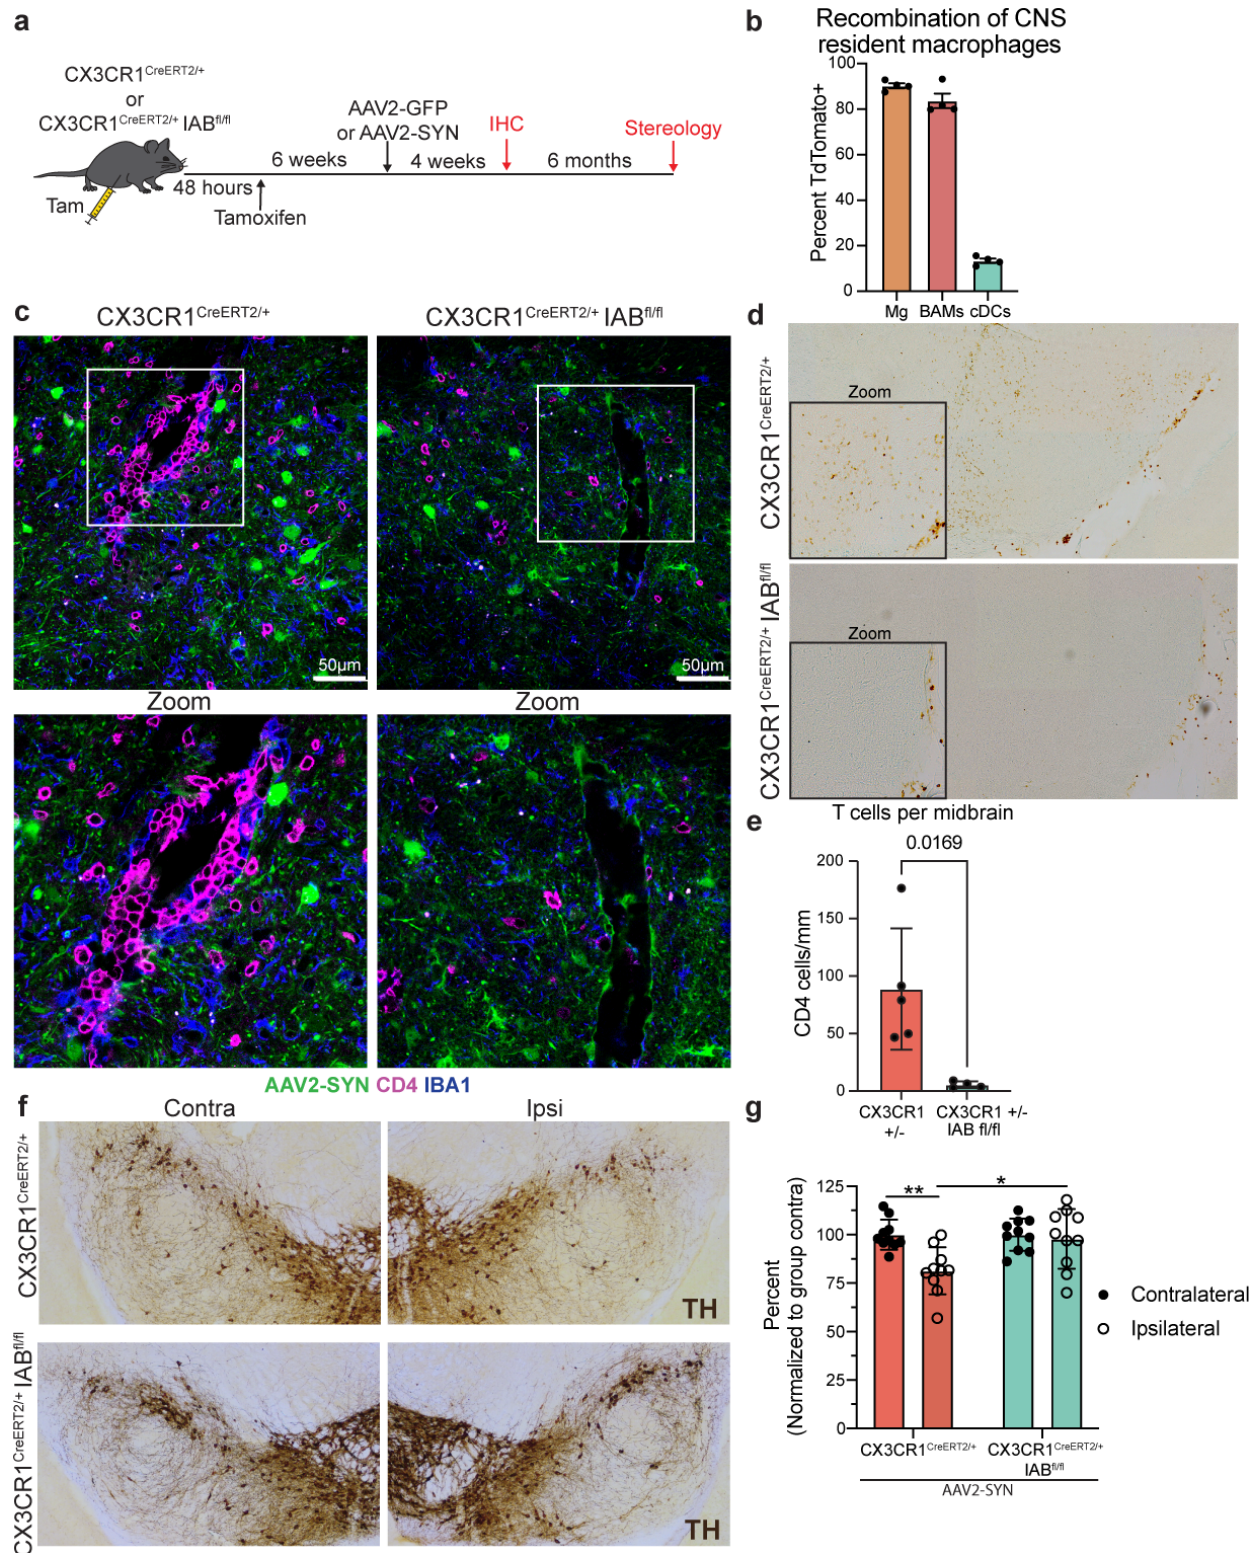 a
CX3CR1CreERT2/+
or
CX3CR1CreERT2/+ IABfl/fl
Tam
48 hours
Tamoxifen
6 weeks
AAV2-GFP
or AAV2-SYN
4 weeks
IHC
6 months
Stereology
b
Recombination of CNS
resident macrophages
Percent TdTomato+
100
80
60
40
20
0
Mg BAMs cDCs
c
CX3CR1CreERT2/+
CX3CR1CreERT2/+ IABfl/fl
50µm
50µm
Zoom
Zoom
AAV2-SYN CD4 IBA1
d
CX3CR1CreERT2/+
Zoom
CX3CR1CreERT2/+ IABfl/fl
Zoom
e
T cells per midbrain
0.0169
CD4 cells/mm
200
150
100
50
0
CX3CR1
+/-
CX3CR1 +/-
IAB fl/fl
f
Contra
Ipsi
CX3CR1CreERT2/+
TH
CX3CR1CreERT2/+ IABfl/fl
TH
g
Percent
(Normalized to group contra)
125
100
75
50
25
0
**
*
Contralateral
Ipsilateral
CX3CR1CreERT2/+
CX3CR1CreERT2/+
IABfl/fl
AAV2-SYN